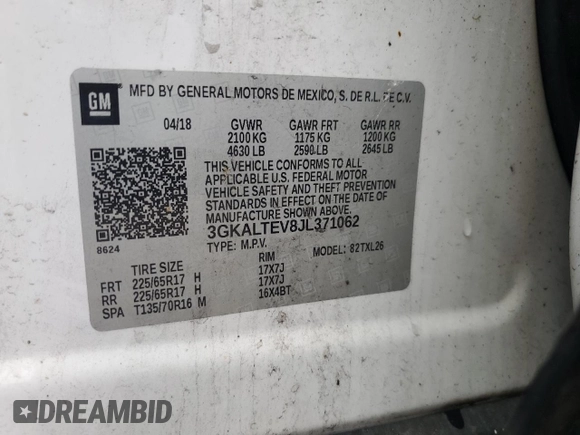 GM
MFD BY GENERAL MOTORS DE MEXICO, S. DE R.L. DE C.V.
04/18 GVWR GAWR FRT GAWR RR
2100 KG 1175 KG 1200 KG
4630 LB 2590 LB 2645 LB
THIS VEHICLE CONFORMS TO ALL
APPLICABLE U.S. FEDERAL MOTOR
VEHICLE SAFETY AND THEFT PREVENTION
STANDARDS IN EFFECT ON THE DATE OF
MANUFACTURE SHOWN ABOVE.
3GKALTEV8JL371062
8624 TYPE: M.P.V. MODEL: 82TXL26
TIRE SIZE RIM
FRT 225/65R17 H 17X7J
RR 225/65R17 H 17X7J
SPA T135/70R16 M 16X4BT
DREAMBID